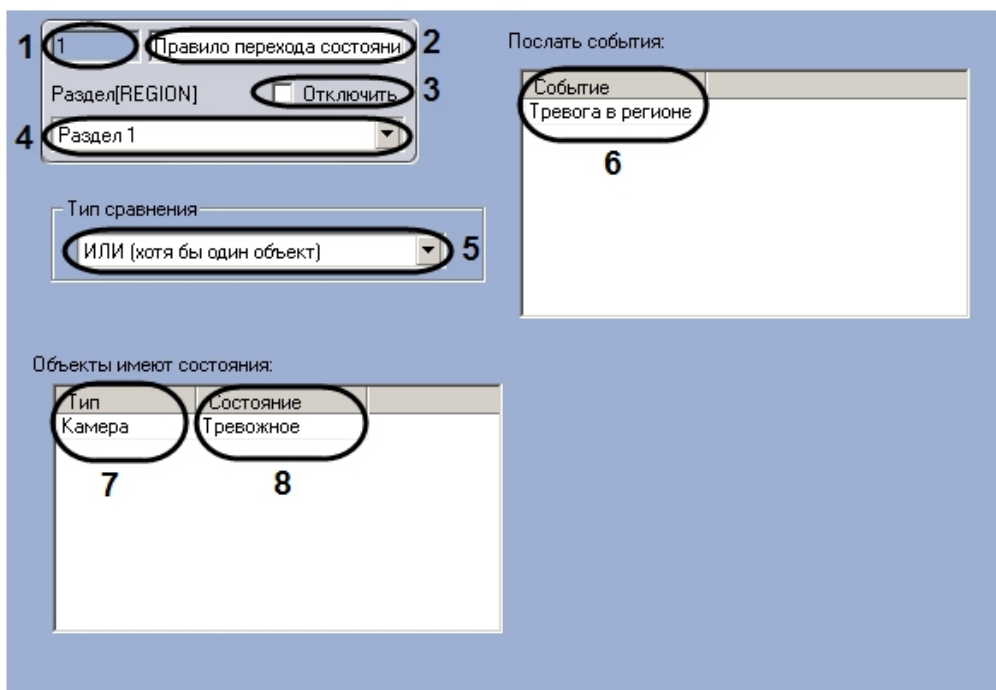 1 1 Правило перехода состояни 2
Раздел[REGION] Отключить 3
4 Раздел 1
Тип сравнения
ИЛИ (хотя бы один объект) 5
Послать события:
Событие
Тревога в регионе
6
Объекты имеют состояния:
Тип Состояние
Камера Тревожное
7 8